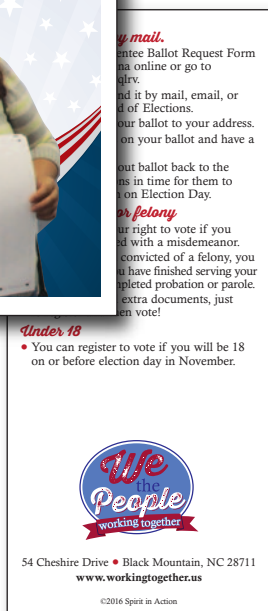 y mail.
entee Ballot Request Form
na online or go to
qlrv.
nd it by mail, email, or
d of Elections.
our ballot to your address.
on your ballot and have a
out ballot back to the
ns in time for them to
on Election Day.
or felony
ur right to vote if you
ed with a misdemeanor.
convicted of a felony, you
u have finished serving your
npleted probation or parole.
extra documents, just
en vote!
Under 18
• You can register to vote if you will be 18
on or before election day in November.
We
the
People
working together
54 Cheshire Drive • Black Mountain, NC 28711
www.workingtogether.us
©2016 Spirit in Action